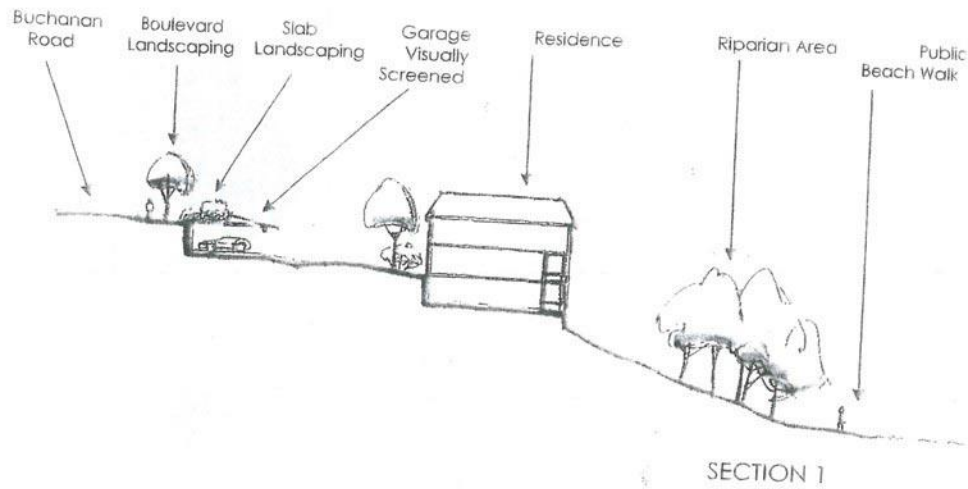 Buchanan
Road
Boulevard
Landscaping
Slab
Landscaping
Garage
Visually
Screened
Residence
Riparian Area
Public
Beach Walk
SECTION 1